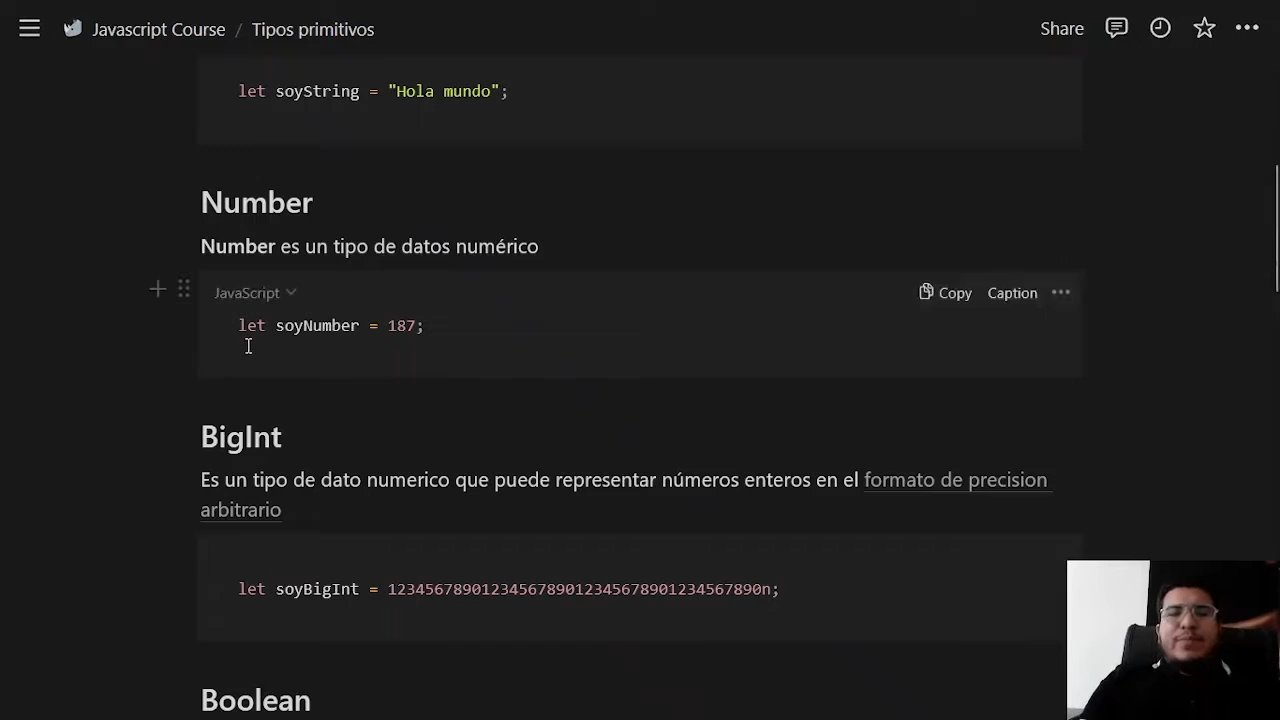 Javascript Course / Tipos primitivos
Share
let soyString = "Hola mundo";
Number
Number es un tipo de datos numérico
JavaScript
Copy Caption
let soyNumber = 187;
BigInt
Es un tipo de dato numerico que puede representar números enteros en el formato de precision
arbitrario
let soyBigInt = 1234567890123456789012345678901234567890n;
Boolean